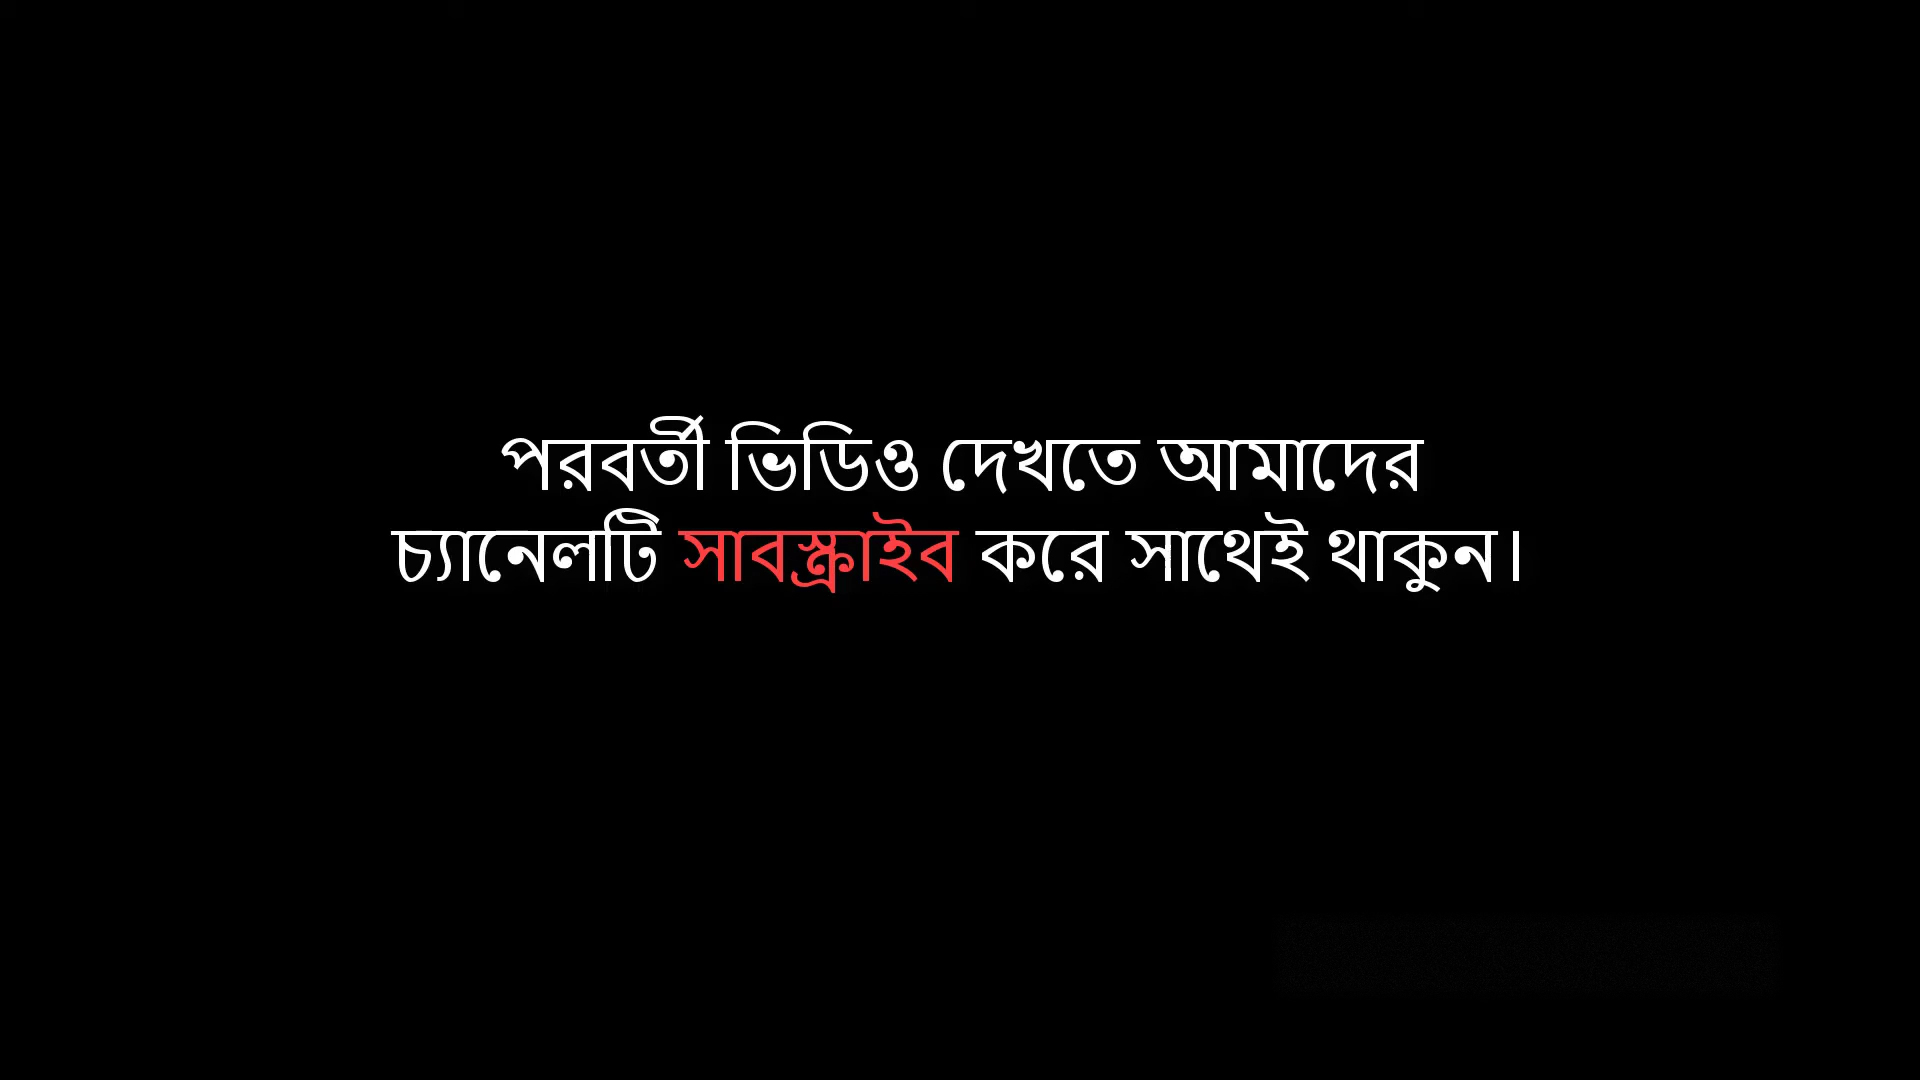 পরবর্তী ভিডিও দেখতে আমাদের
চ্যানেলটি সাবস্ক্রাইব করে সাথেই থাকুন।